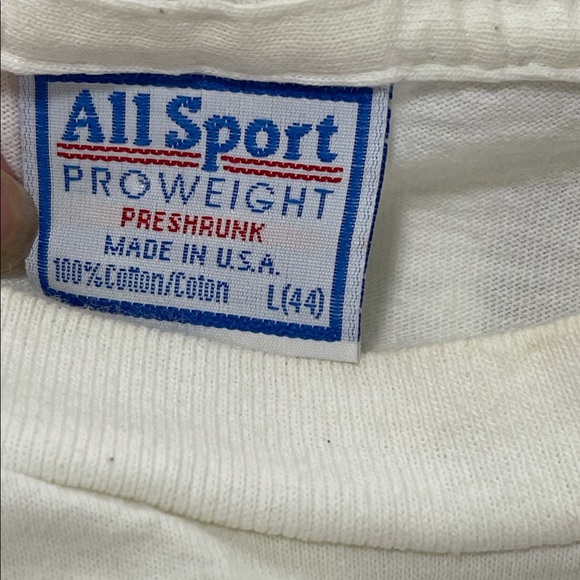 All Sport
PROWEIGHT
PRESHRUNK
MADE IN U.S.A.
100% Cotton/Coton L(44)